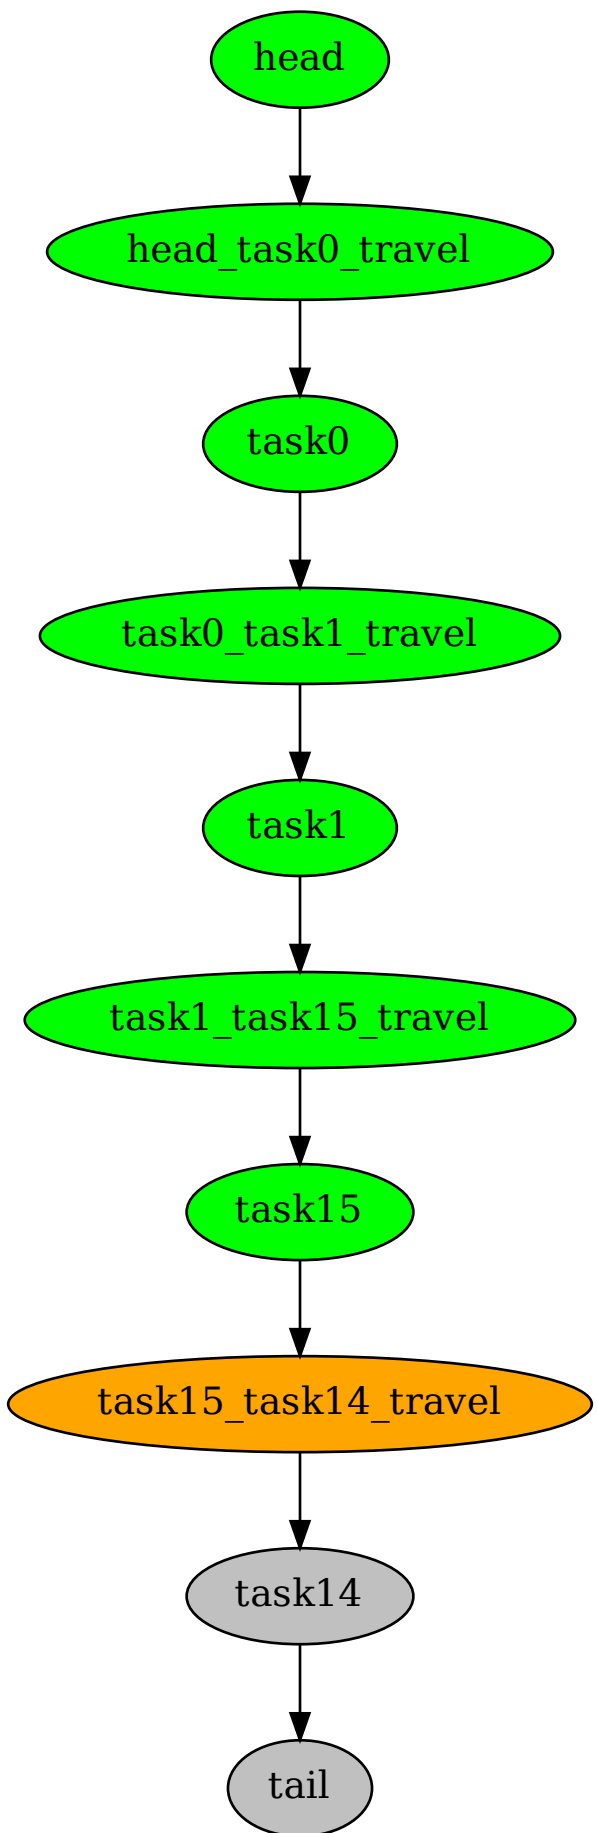 head
head_task0_travel
task0
task0_task1_travel
task1
task1_task15_travel
task15
task15_task14_travel
task14
tail